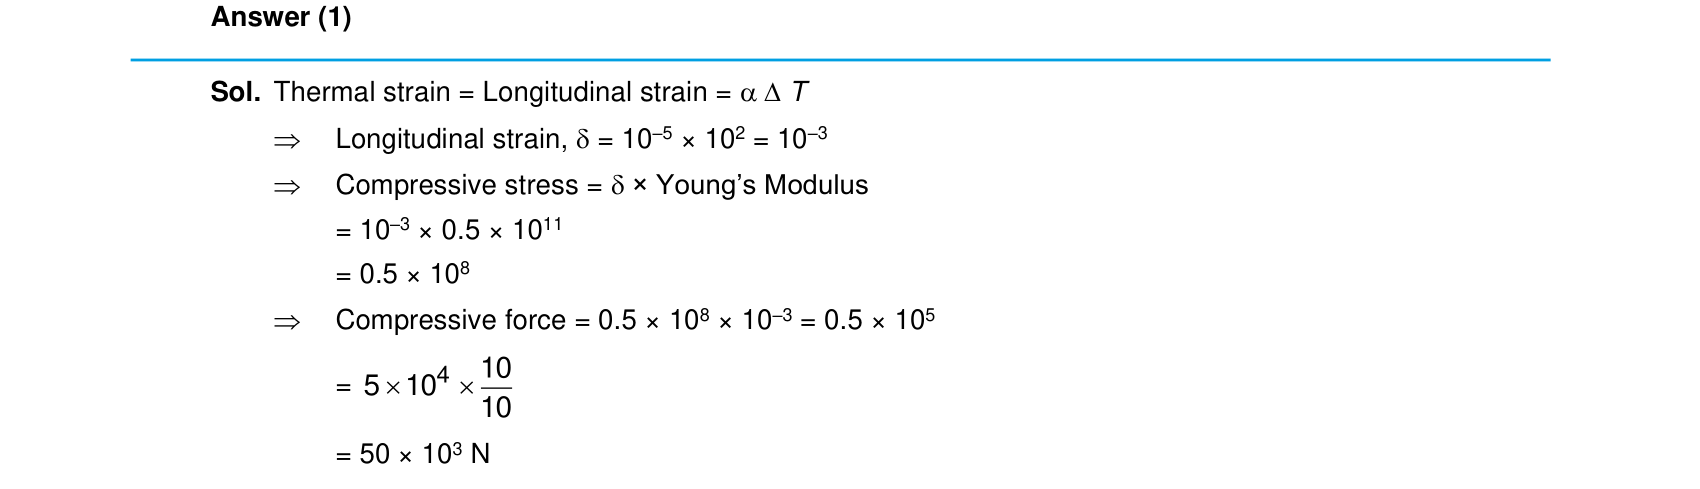 Answer (1)
Sol. Thermal strain = Longitudinal strain = α Δ T
⇒ Longitudinal strain, δ = 10⁻⁵ × 10² = 10⁻³
⇒ Compressive stress = δ × Young’s Modulus
= 10⁻³ × 0.5 × 10¹¹
= 0.5 × 10⁸
⇒ Compressive force = 0.5 × 10⁸ × 10⁻³ = 0.5 × 10⁵
= 5 × 10⁴ × 10/10
= 50 × 10³ N